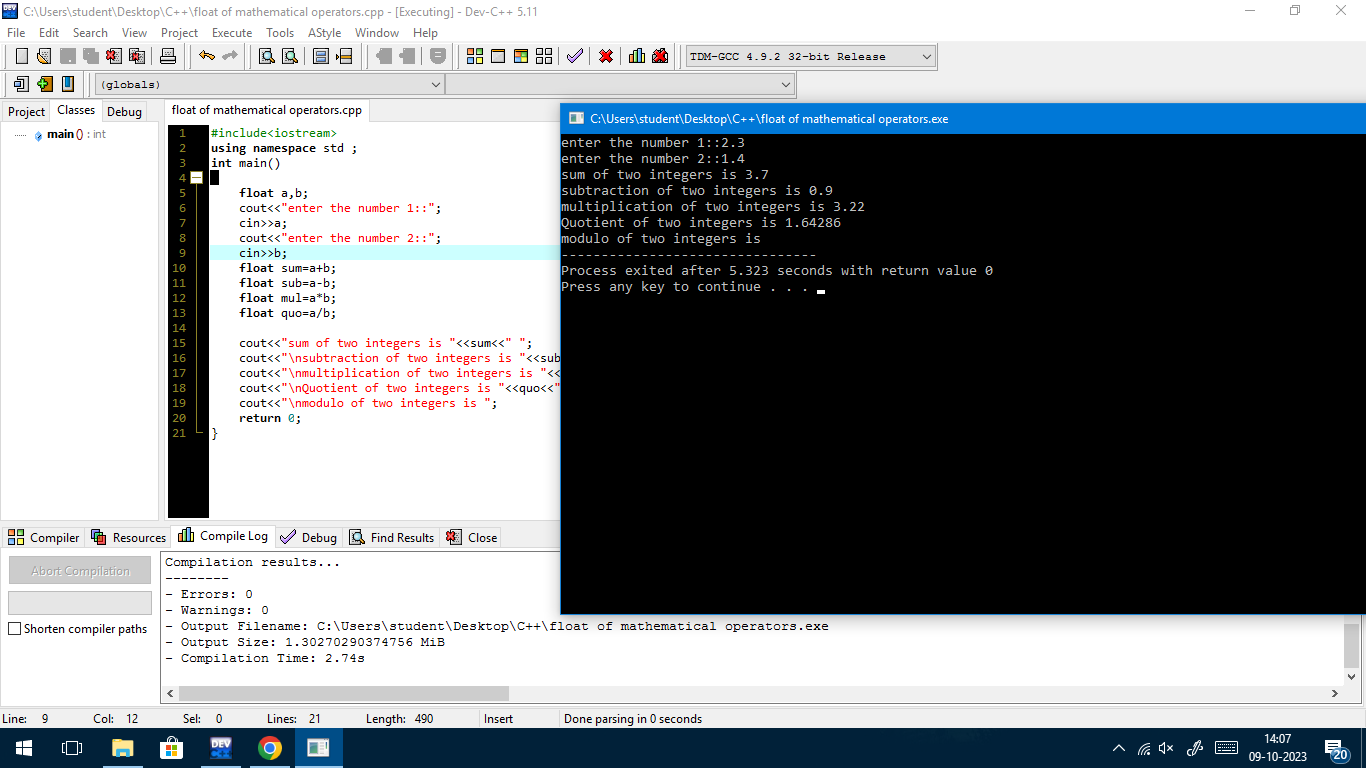 C:\Users\student\Desktop\C++\float of mathematical operators.cpp - [Executing] - Dev-C++ 5.11
File Edit Search View Project Execute Tools AStyle Window Help
TDM-GCC 4.9.2 32-bit Release
(globals)
Project Classes Debug
main () : int
float of mathematical operators.cpp
1 #include<iostream>
2 using namespace std ;
3 int main()
4
5 float a,b;
6 cout<<"enter the number 1::";
7 cin>>a;
8 cout<<"enter the number 2::";
9 cin>>b;
10 float sum=a+b;
11 float sub=a-b;
12 float mul=a*b;
13 float quo=a/b;
14
15 cout<<"sum of two integers is "<<sum<<" ";
16 cout<<"\nsubtraction of two integers is "<<sub
17 cout<<"\nmultiplication of two integers is "<<
18 cout<<"\nQuotient of two integers is "<<quo<<"
19 cout<<"\nmodulo of two integers is ";
20 return 0;
21 }
C:\Users\student\Desktop\C++\float of mathematical operators.exe
enter the number 1::2.3
enter the number 2::1.4
sum of two integers is 3.7
subtraction of two integers is 0.9
multiplication of two integers is 3.22
Quotient of two integers is 1.64286
modulo of two integers is
--------------------------------
Process exited after 5.323 seconds with return value 0
Press any key to continue . . .
Compiler Resources Compile Log Debug Find Results Close
Abort Compilation
Shorten compiler paths
Compilation results...
--------
- Errors: 0
- Warnings: 0
- Output Filename: C:\Users\student\Desktop\C++\float of mathematical operators.exe
- Output Size: 1.30270290374756 MiB
- Compilation Time: 2.74s
Line: 9 Col: 12 Sel: 0 Lines: 21 Length: 490 Insert Done parsing in 0 seconds
DEV
DEV
14:07
09-10-2023
20